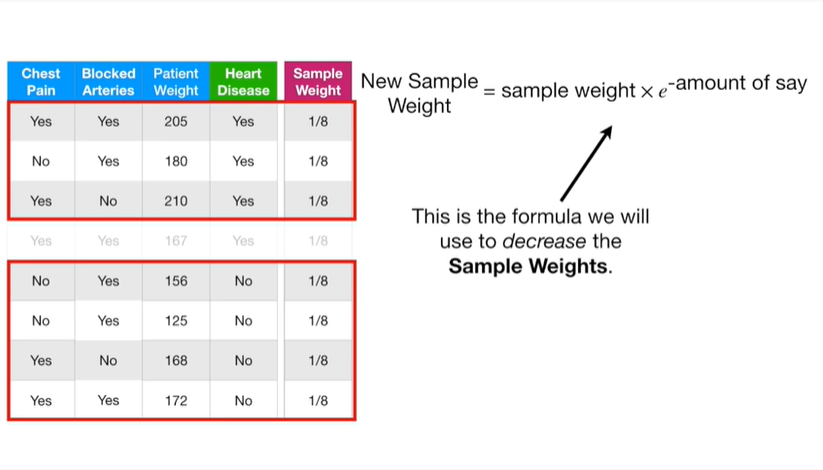 Chest Pain Blocked Arteries Patient Weight Heart Disease Sample Weight
Yes Yes 205 Yes 1/8
No Yes 180 Yes 1/8
Yes No 210 Yes 1/8
Yes Yes 167 Yes 1/8
No Yes 156 No 1/8
No Yes 125 No 1/8
Yes No 168 No 1/8
Yes Yes 172 No 1/8
New Sample Weight = sample weight × e^-amount of say
This is the formula we will
use to decrease the
Sample Weights.